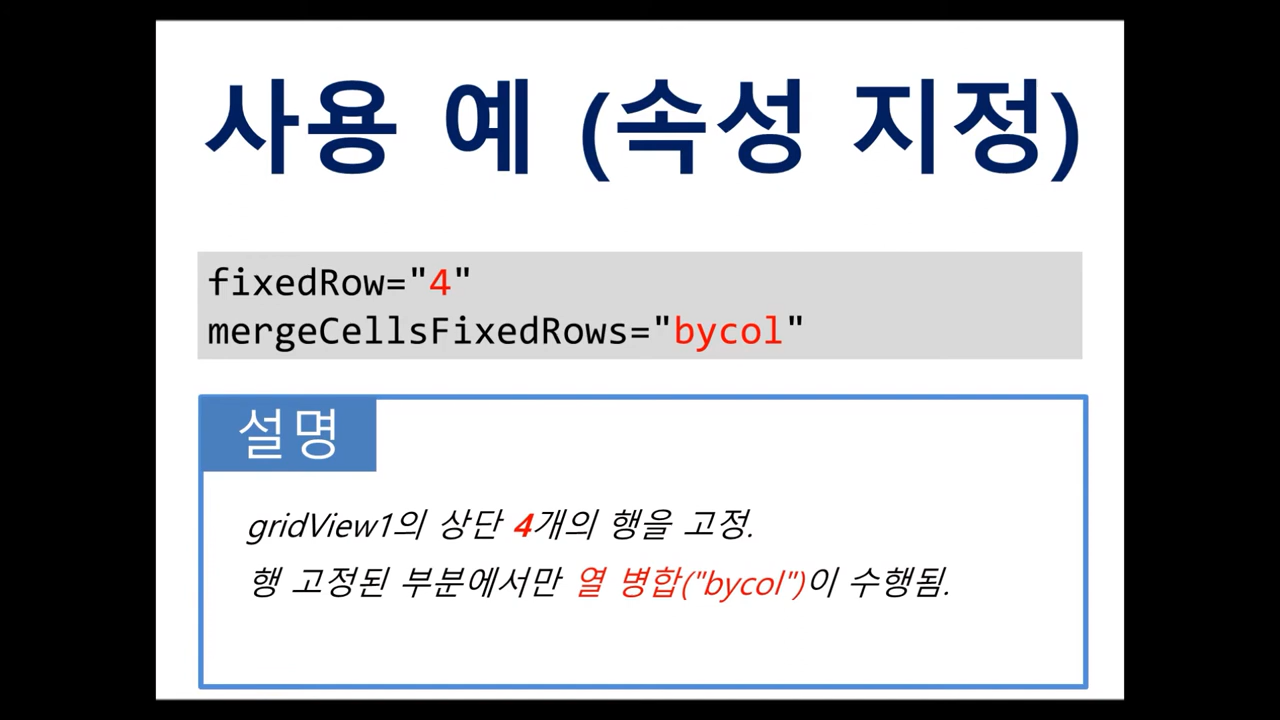 사용 예 (속성 지정)
fixedRow="4"
mergeCellsFixedRows="bycol"
설명
gridView1의 상단 4개의 행을 고정.
행 고정된 부분에서만 열 병합("bycol")이 수행됨.